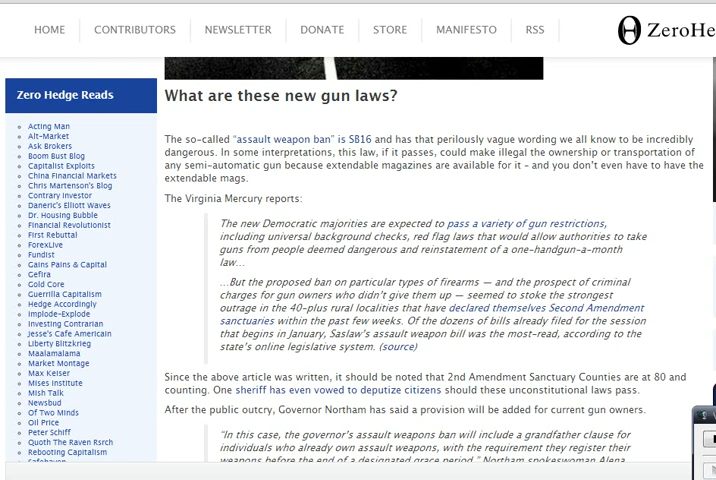 HOME
CONTRIBUTORS
NEWSLETTER
DONATE
STORE
MANIFESTO
RSS
ZeroHe
Zero Hedge Reads
Acting Man
Alt-Market
Ask Brokers
Boom Bust Blog
Capitalist Exploits
China Financial Markets
Chris Martenson's Blog
Contrary Investor
Daneric's Elliott Waves
Dr. Housing Bubble
Financial Revolutionist
First Rebuttal
ForexLive
Fundist
Gains Pains & Capital
Gefira
Gold Core
Guerrilla Capitalism
Hedge Accordingly
Implode-Explode
Investing Contrarian
Jesse's Cafe Americain
Liberty Blitzkrieg
Maalamalama
Market Montage
Max Keiser
Mises Institute
Mish Talk
Newsbud
Of Two Minds
Oil Price
Peter Schiff
Quoth The Raven Rsrch
Rebooting Capitalism
Safehaven
What are these new gun laws?
The so-called "assault weapon ban" is SB16 and has that perilously vague wording we all know to be incredibly
dangerous. In some interpretations, this law, if it passes, could make illegal the ownership or transportation of
any semi-automatic gun because extendable magazines are available for it - and you don't even have to have the
extendable mags.
The Virginia Mercury reports:
The new Democratic majorities are expected to pass a variety of gun restrictions,
including universal background checks, red flag laws that would allow authorities to take
guns from people deemed dangerous and reinstatement of a one-handgun-a-month
law...
...But the proposed ban on particular types of firearms — and the prospect of criminal
charges for gun owners who didn't give them up — seemed to stoke the strongest
outrage in the 40-plus rural localities that have declared themselves Second Amendment
sanctuaries within the past few weeks. Of the dozens of bills already filed for the session
that begins in January, Saslaw's assault weapon bill was the most-read, according to the
state's online legislative system. (source)
Since the above article was written, it should be noted that 2nd Amendment Sanctuary Counties are at 80 and
counting. One sheriff has even vowed to deputize citizens should these unconstitutional laws pass.
After the public outcry, Governor Northam has said a provision will be added for current gun owners.
"In this case, the governor's assault weapons ban will include a grandfather clause for
individuals who already own assault weapons, with the requirement they register their
weapons before the end of a designated grace period," Northam spokeswoman Alena